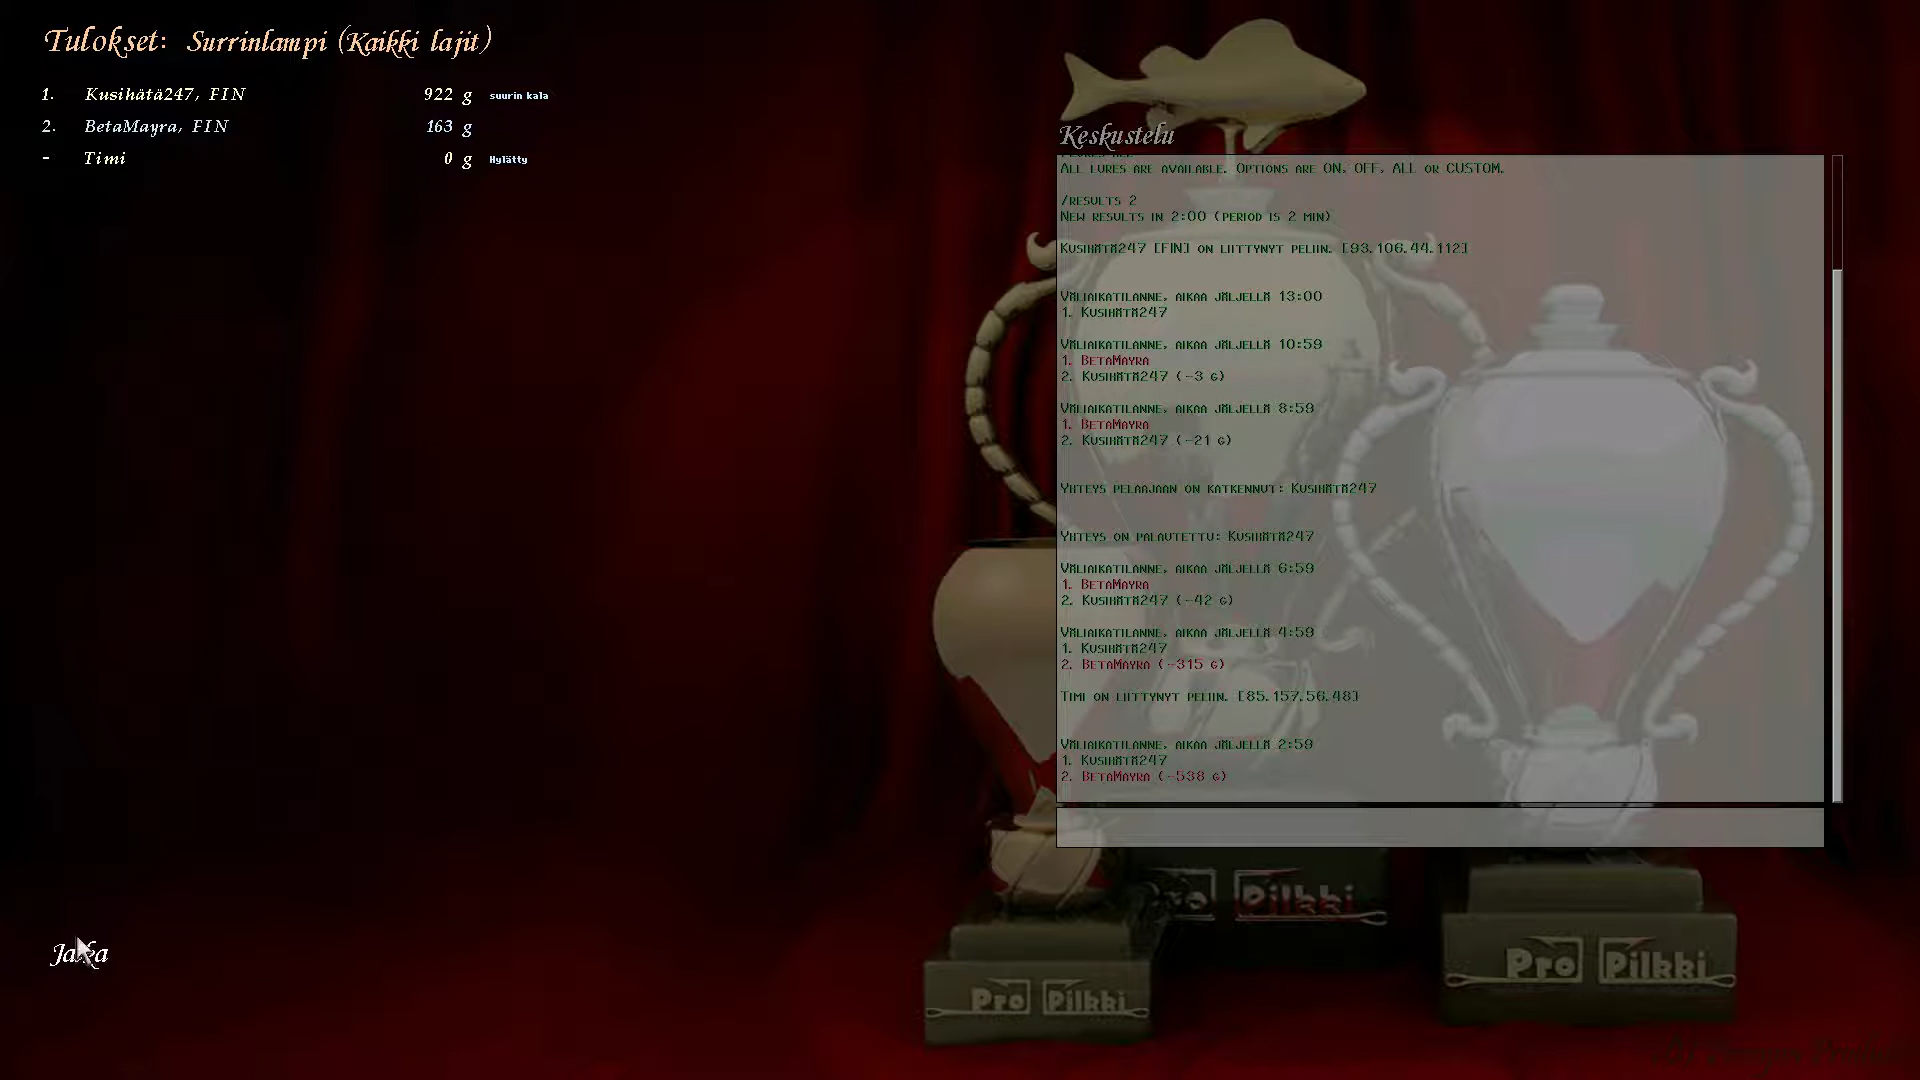 Tulokset: Surrinlampi (Kaikki lajit)
1. Kusihätä247, FIN 922 g suurin kala
2. BetaMayra, FIN 163 g
- Timi 0 g Hylätty
Keskustelu
All lures are available. Options are ON, OFF, ALL or CUSTOM.
/results 2
New results in 2:00 (period is 2 min)
Kusihätä247 [FIN] on liittynyt peliin. [93.106.44.112]
Väliaikatilanne, aikaa jäljellä 13:00
1. Kusihätä247
Väliaikatilanne, aikaa jäljellä 10:59
1. BetaMayra
2. Kusihätä247 (-3 g)
Väliaikatilanne, aikaa jäljellä 8:59
1. BetaMayra
2. Kusihätä247 (-21 g)
Yhteys pelaajaan on katkennut: Kusihätä247
Yhteys on palautettu: Kusihätä247
Väliaikatilanne, aikaa jäljellä 6:59
1. BetaMayra
2. Kusihätä247 (-42 g)
Väliaikatilanne, aikaa jäljellä 4:59
1. Kusihätä247
2. BetaMayra (-315 g)
Timi on liittynyt peliin. [85.157.56.48]
Väliaikatilanne, aikaa jäljellä 2:59
1. Kusihätä247
2. BetaMayra (-538 g)
Jatka
Pro Pilkki
Pro Pilkki
Pro Pilkki